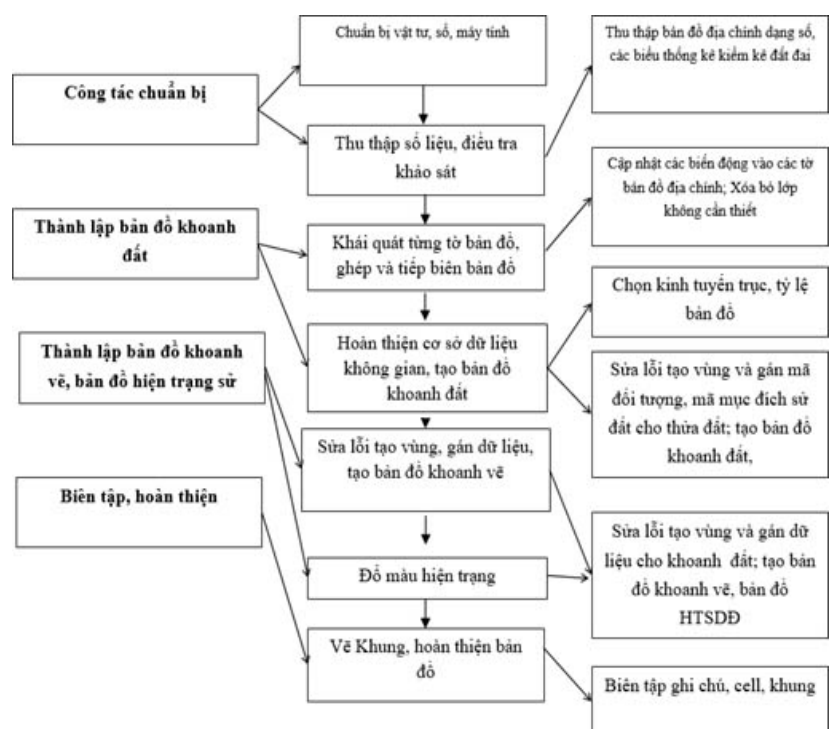 Công tác chuẩn bị
Thành lập bản đồ khoanh
đất
Thành lập bản đồ khoanh
vẽ, bản đồ hiện trạng sử
Biên tập, hoàn thiện
Chuẩn bị vật tư, số, máy tính
Thu thập số liệu, điều tra
khảo sát
Khái quát từng tờ bản đồ,
ghép và tiếp biên bản đồ
Hoàn thiện cơ sở dữ liệu
không gian, tạo bản đồ
khoanh đất
Sửa lỗi tạo vùng, gán dữ liệu,
tạo bản đồ khoanh vẽ
Đổ màu hiện trạng
Vẽ Khung, hoàn thiện bản
đồ
Thu thập bản đồ địa chính dạng số,
các biểu thống kê kiểm kê đất đai
Cập nhật các biến động vào các tờ
bản đồ địa chính; Xóa bỏ lớp
không cần thiết
Chọn kinh tuyến trục, tỷ lệ
bản đồ
Sửa lỗi tạo vùng và gán mã
đối tượng, mã mục đích sử
đất cho thửa đất; tạo bản đồ
khoanh đất,
Sửa lỗi tạo vùng và gán dữ
liệu cho khoanh đất; tạo bản
đồ khoanh vẽ, bản đồ
HTSDĐ
Biên tập ghi chú, cell, khung